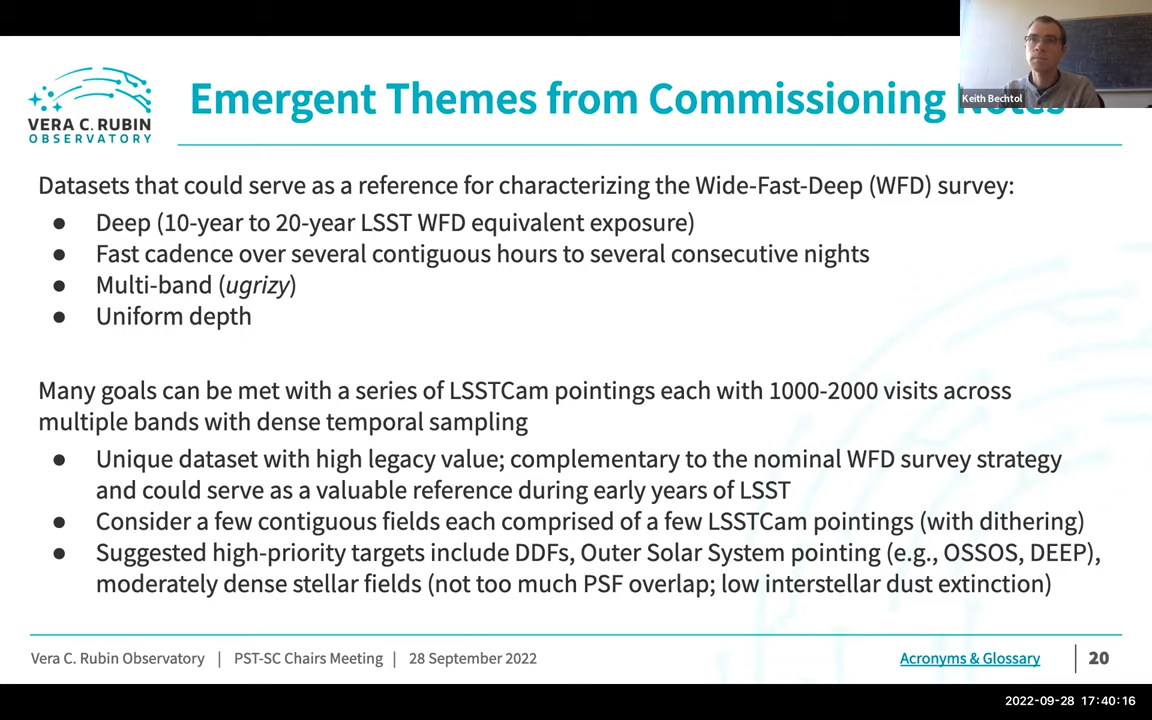 Keith Bechtol
VERA C. RUBIN
OBSERVATORY
Emergent Themes from Commissioning
Datasets that could serve as a reference for characterizing the Wide-Fast-Deep (WFD) survey:
● Deep (10-year to 20-year LSST WFD equivalent exposure)
● Fast cadence over several contiguous hours to several consecutive nights
● Multi-band (ugrizy)
● Uniform depth
Many goals can be met with a series of LSSTCam pointings each with 1000-2000 visits across
multiple bands with dense temporal sampling
● Unique dataset with high legacy value; complementary to the nominal WFD survey strategy
and could serve as a valuable reference during early years of LSST
● Consider a few contiguous fields each comprised of a few LSSTCam pointings (with dithering)
● Suggested high-priority targets include DDFs, Outer Solar System pointing (e.g., OSSOS, DEEP),
moderately dense stellar fields (not too much PSF overlap; low interstellar dust extinction)
Vera C. Rubin Observatory | PST-SC Chairs Meeting | 28 September 2022 Acronyms & Glossary | 20
2022-09-28 17:40:16